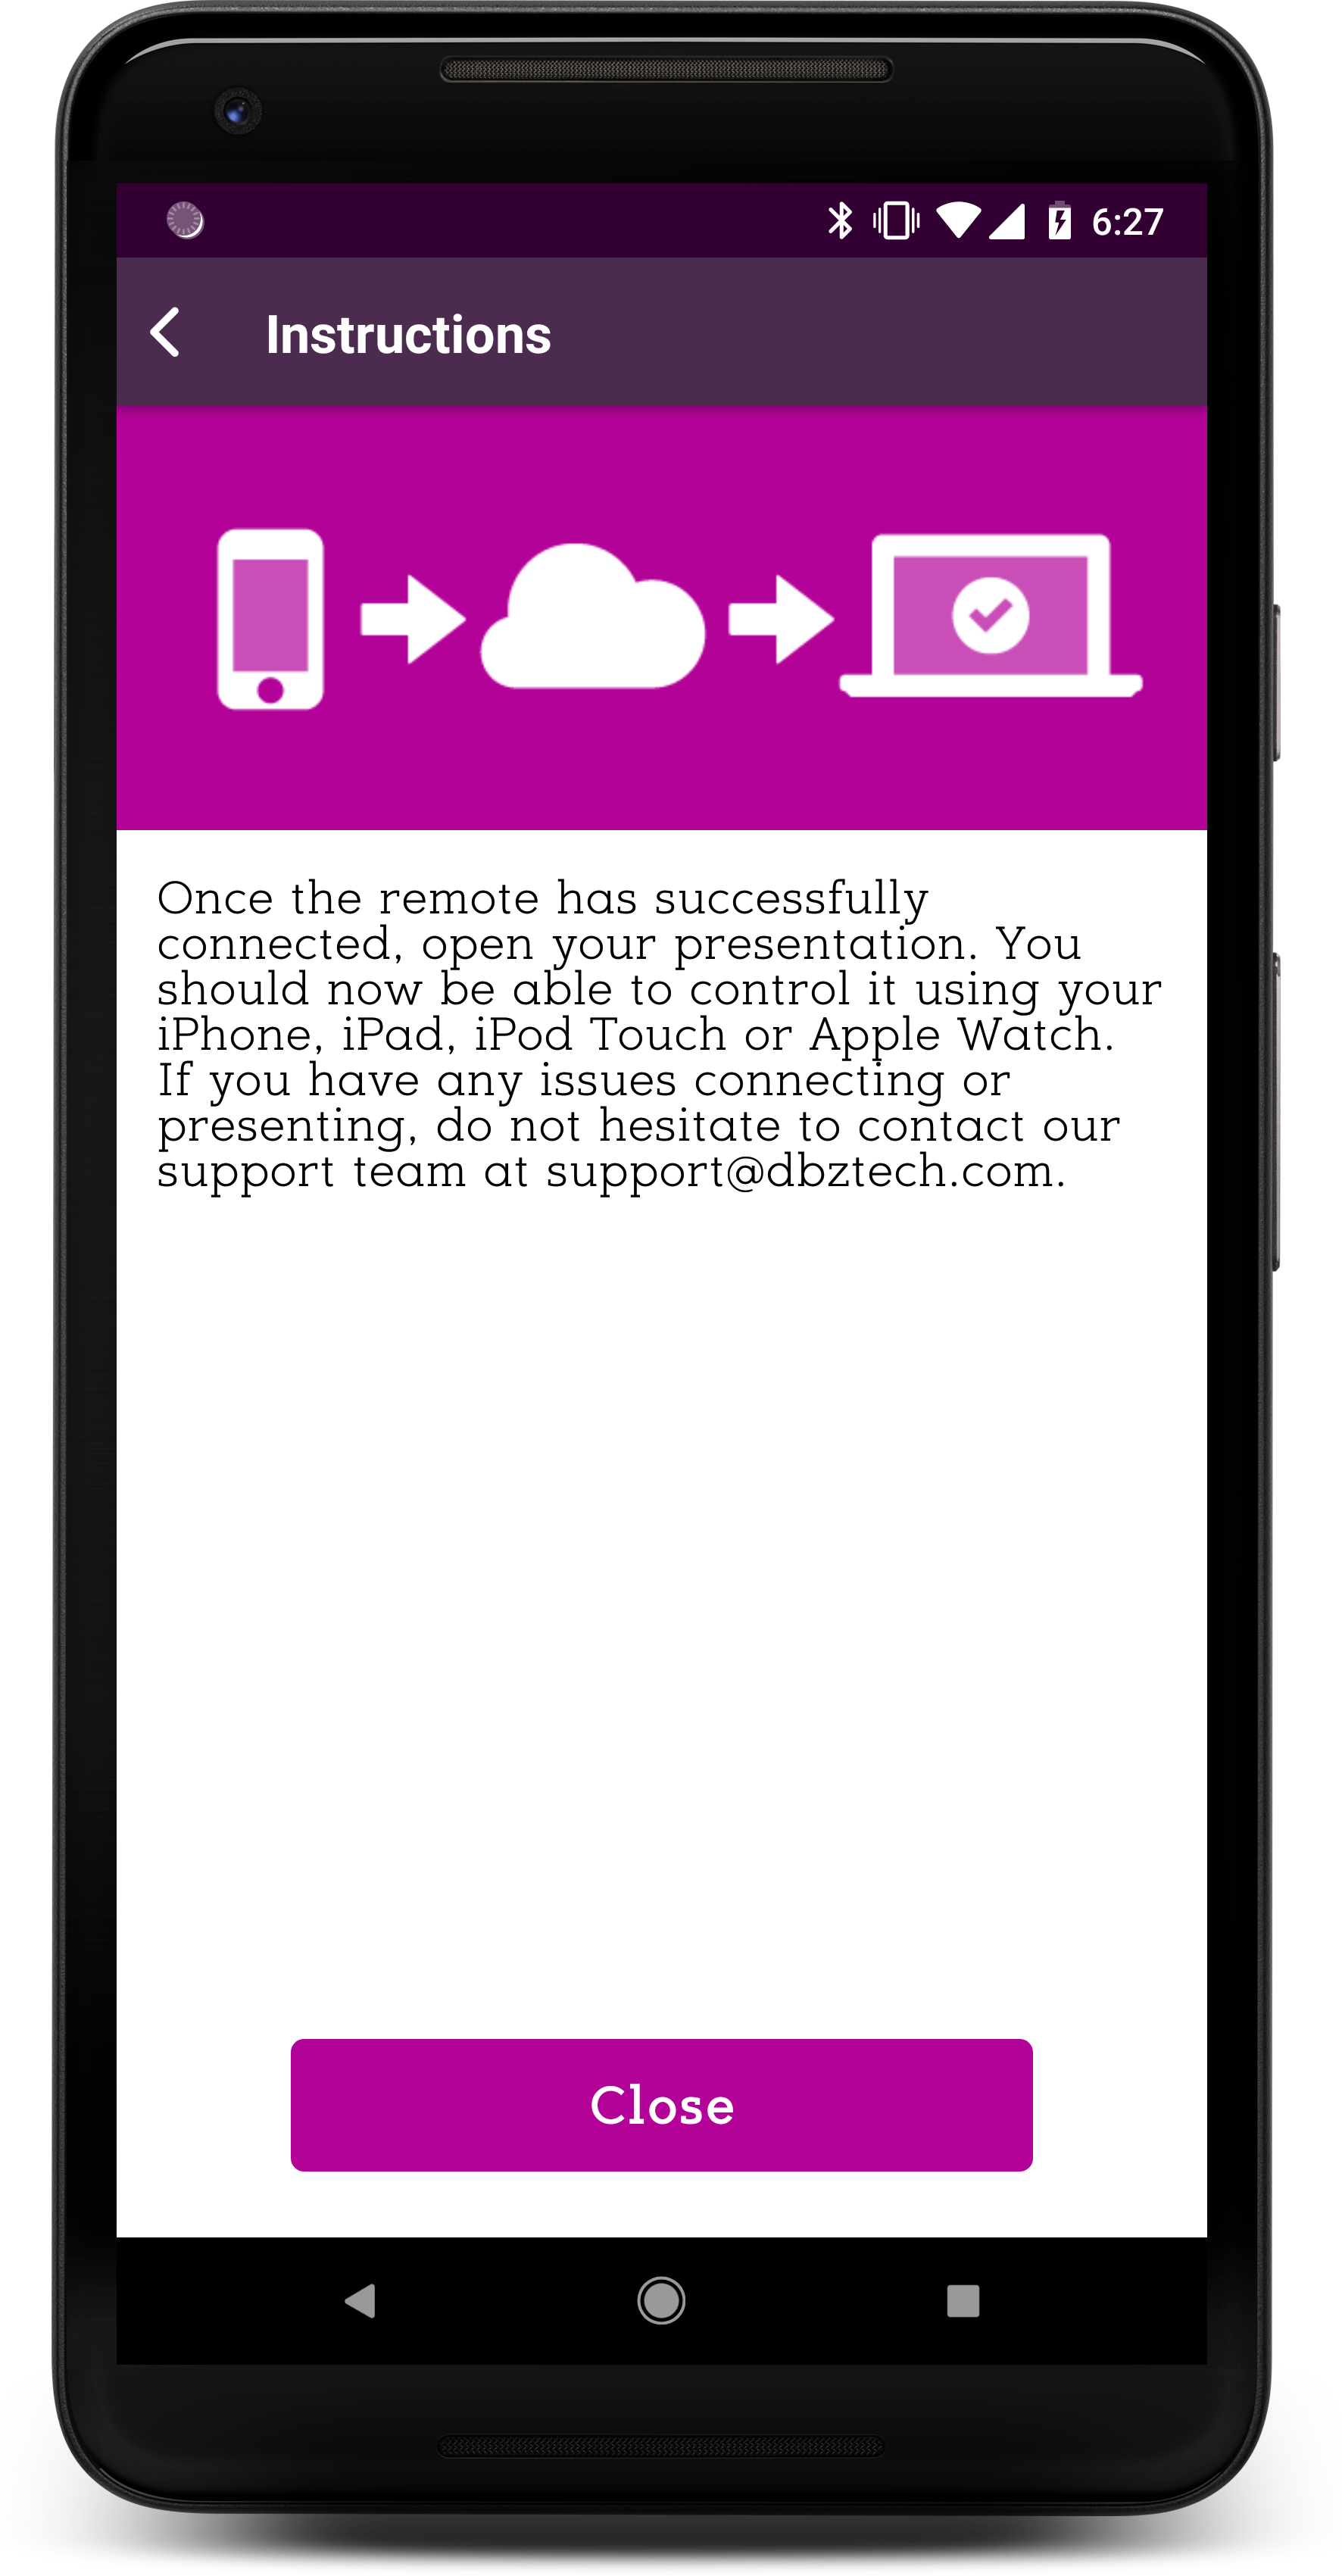 6:27
Instructions
Once the remote has successfully
connected, open your presentation. You
should now be able to control it using your
iPhone, iPad, iPod Touch or Apple Watch.
If you have any issues connecting or
presenting, do not hesitate to contact our
support team at support@dbztech.com.
Close